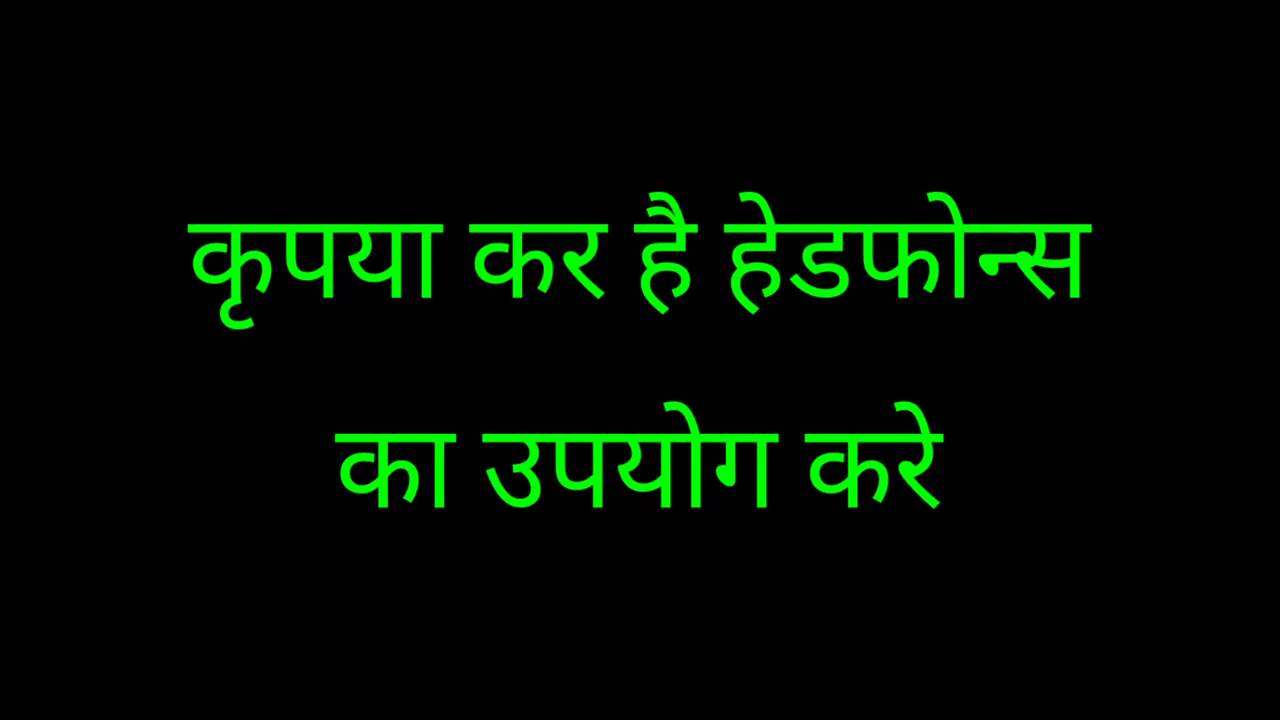 कृपया कर है हेडफोन्स
का उपयोग करे